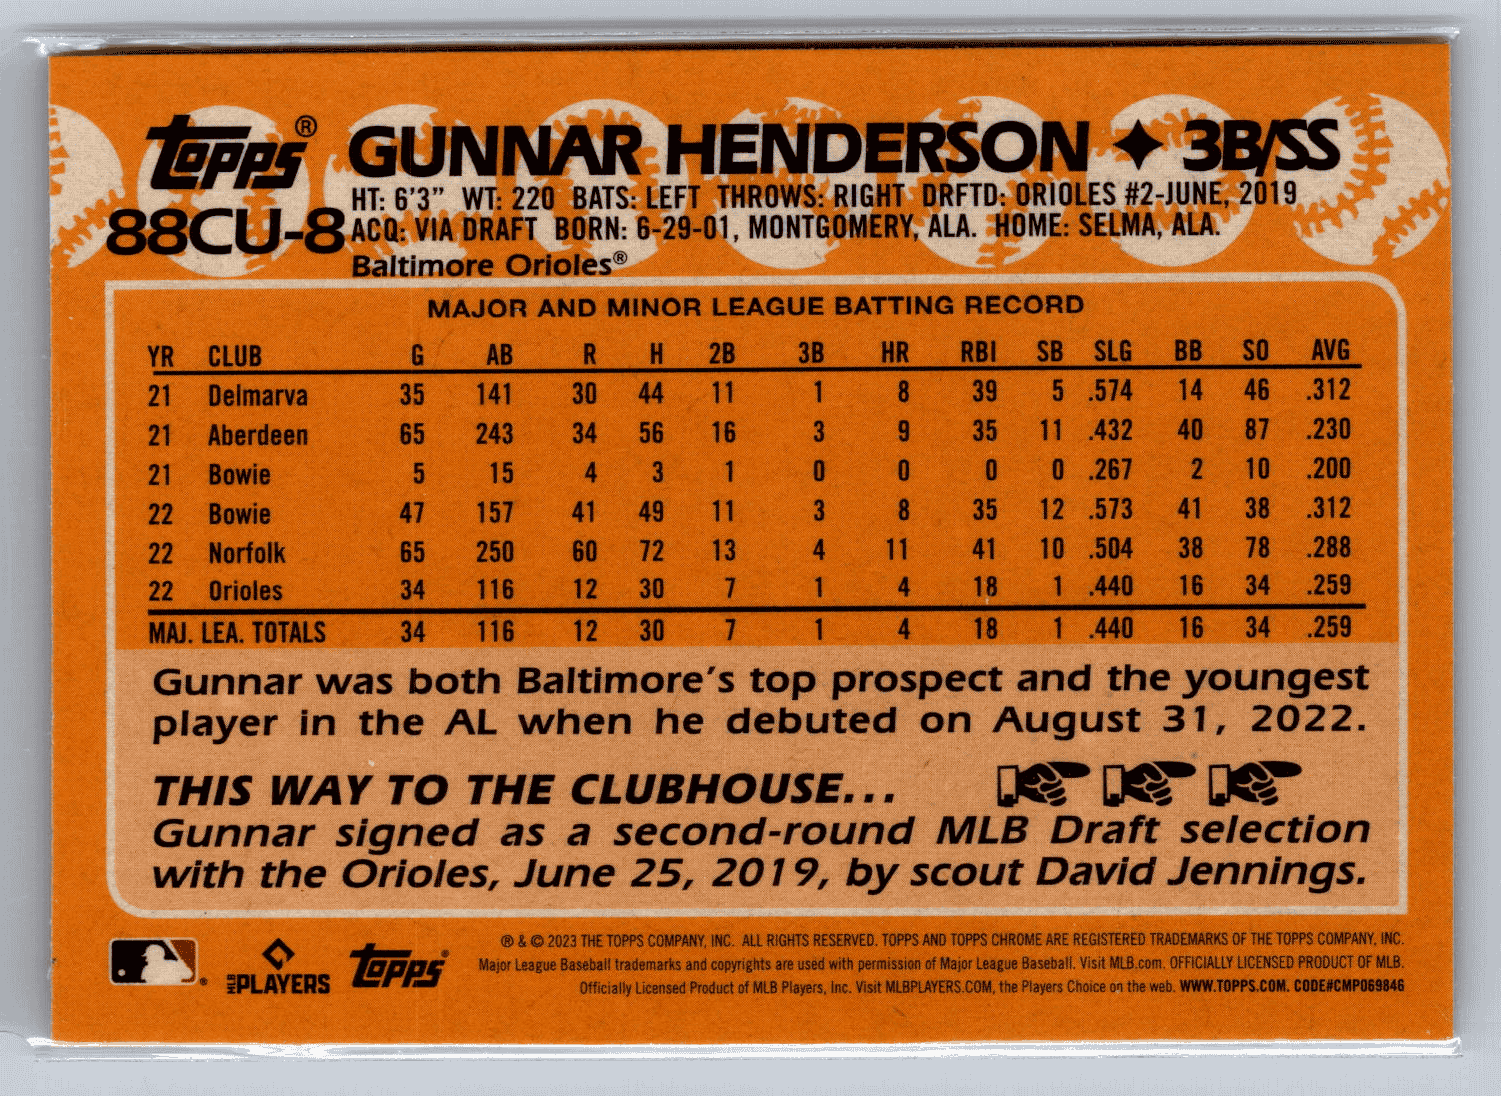 topps® GUNNAR HENDERSON ✦ 3B/SS
88CU-8
HT: 6'3" WT: 220 BATS: LEFT THROWS: RIGHT DRFTD: ORIOLES #2-JUNE, 2019
ACQ: VIA DRAFT BORN: 6-29-01, MONTGOMERY, ALA. HOME: SELMA, ALA.
Baltimore Orioles®
MAJOR AND MINOR LEAGUE BATTING RECORD
YR CLUB G AB R H 2B 3B HR RBI SB SLG BB SO AVG
21 Delmarva 35 141 30 44 11 1 8 39 5 .574 14 46 .312
21 Aberdeen 65 243 34 56 16 3 9 35 11 .432 40 87 .230
21 Bowie 5 15 4 3 1 0 0 0 0 .267 2 10 .200
22 Bowie 47 157 41 49 11 3 8 35 12 .573 41 38 .312
22 Norfolk 65 250 60 72 13 4 11 41 10 .504 38 78 .288
22 Orioles 34 116 12 30 7 1 4 18 1 .440 16 34 .259
MAJ. LEA. TOTALS 34 116 12 30 7 1 4 18 1 .440 16 34 .259
Gunnar was both Baltimore's top prospect and the youngest
player in the AL when he debuted on August 31, 2022.
THIS WAY TO THE CLUBHOUSE...
Gunnar signed as a second-round MLB Draft selection
with the Orioles, June 25, 2019, by scout David Jennings.
® & © 2023 THE TOPPS COMPANY, INC. ALL RIGHTS RESERVED. TOPPS AND TOPPS CHROME ARE REGISTERED TRADEMARKS OF THE TOPPS COMPANY, INC.
Major League Baseball trademarks and copyrights are used with permission of Major League Baseball. Visit MLB.com. OFFICIALLY LICENSED PRODUCT OF MLB.
Officially Licensed Product of MLB Players, Inc. Visit MLBPLAYERS.COM, the Players Choice on the web. WWW.TOPPS.COM. CODE#CMP069846
MLB PLAYERS
topps®